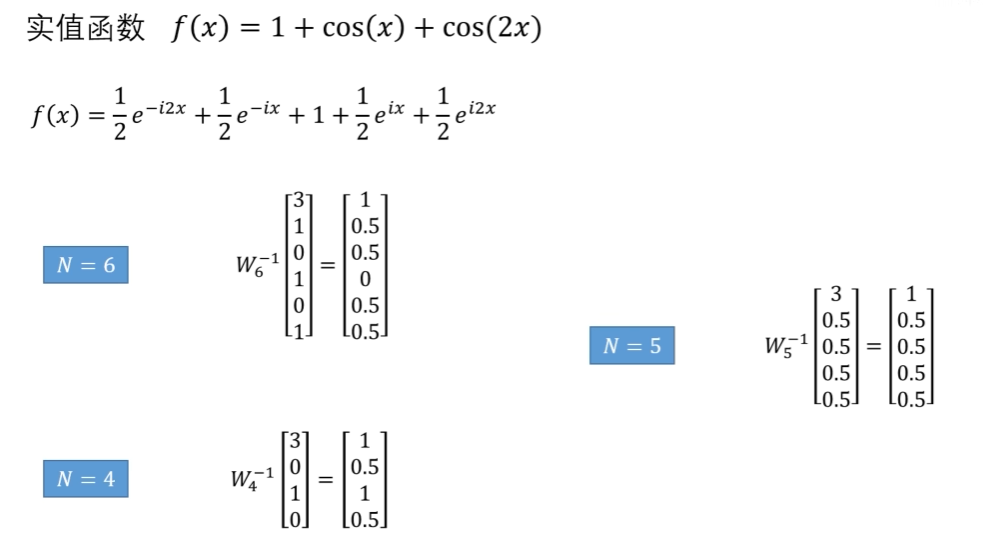 实值函数 f(x) = 1 + cos(x) + cos(2x)
f(x) = \frac{1}{2}e^{-i2x} + \frac{1}{2}e^{-ix} + 1 + \frac{1}{2}e^{ix} + \frac{1}{2}e^{i2x}
N = 6 W_6^{-1} \begin{bmatrix} 3 \\ 1 \\ 0 \\ 1 \\ 0 \\ 1 \end{bmatrix} = \begin{bmatrix} 1 \\ 0.5 \\ 0.5 \\ 0 \\ 0.5 \\ 0.5 \end{bmatrix}
N = 5 W_5^{-1} \begin{bmatrix} 3 \\ 0.5 \\ 0.5 \\ 0.5 \\ 0.5 \end{bmatrix} = \begin{bmatrix} 1 \\ 0.5 \\ 0.5 \\ 0.5 \\ 0.5 \end{bmatrix}
N = 4 W_4^{-1} \begin{bmatrix} 3 \\ 0 \\ 1 \\ 0 \end{bmatrix} = \begin{bmatrix} 1 \\ 0.5 \\ 1 \\ 0.5 \end{bmatrix}